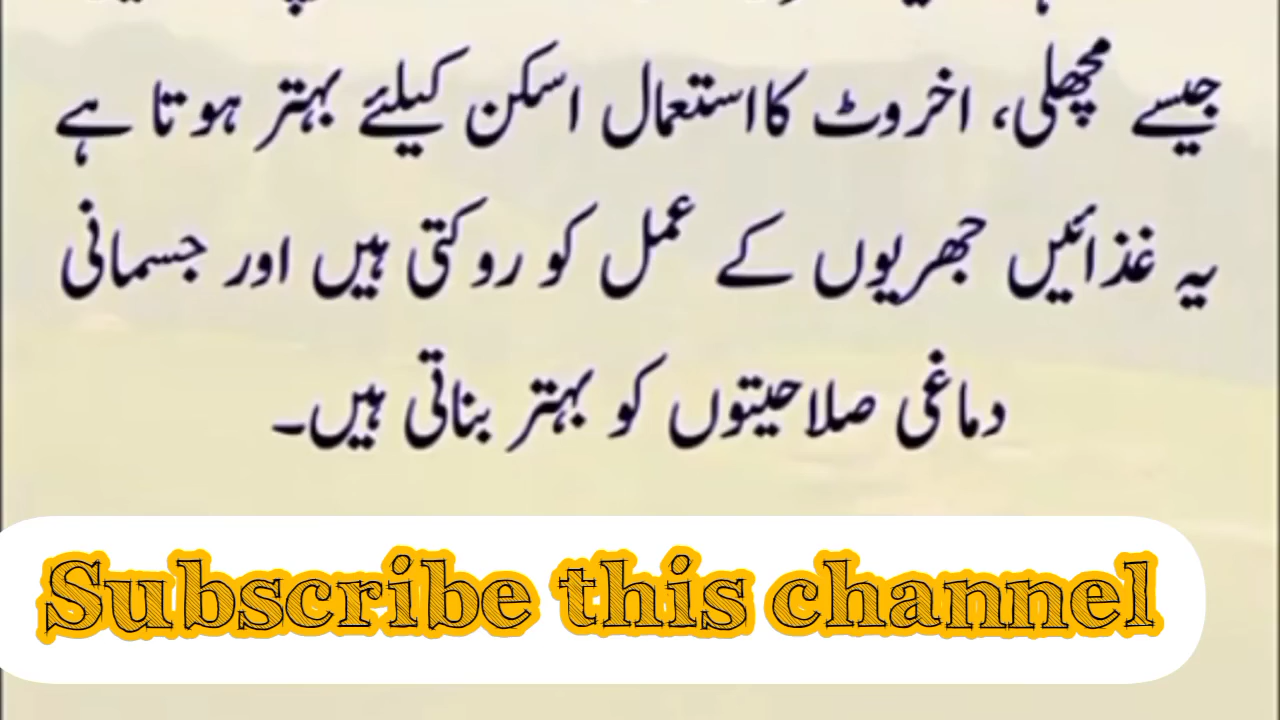 جیسے مچھلی، اخروٹ کا استعمال اسکن کیلئے بہتر ہوتا ہے
یہ غذائیں جھریوں کے عمل کو روکتی ہیں اور جسمانی
دماغی صلاحیتوں کو بہتر بناتی ہیں۔
Subscribe this channel